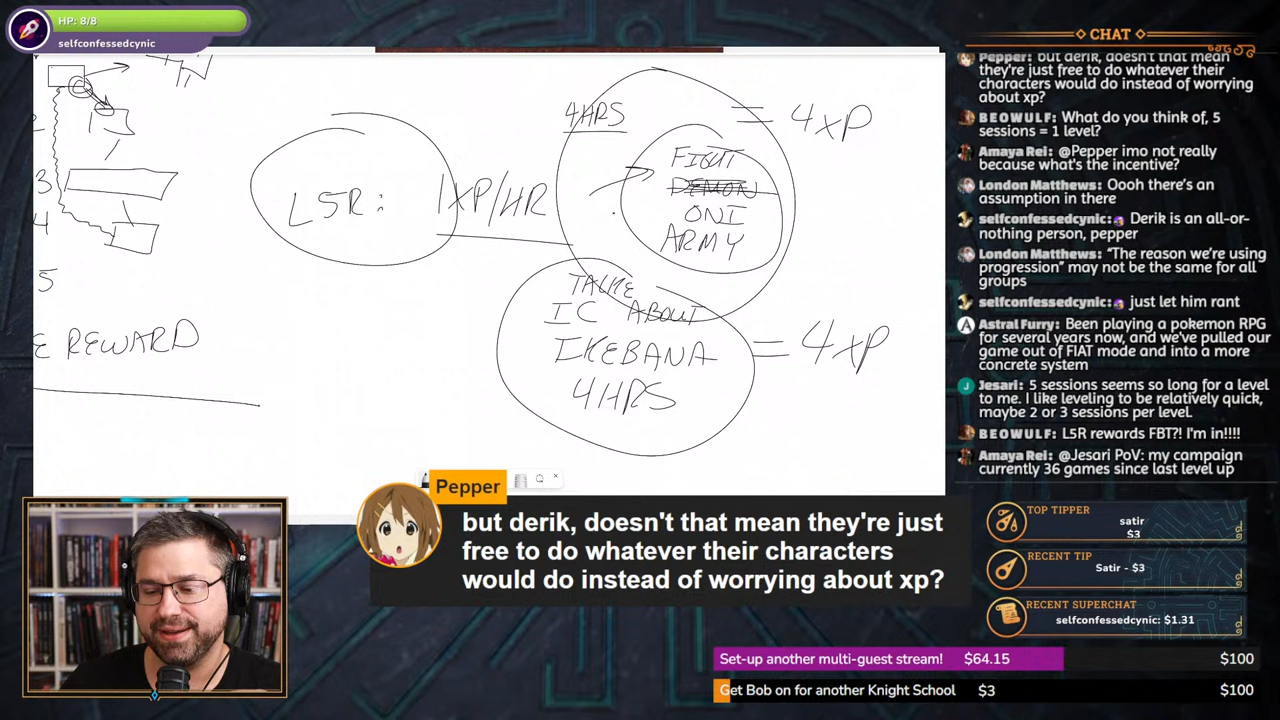 HP: 8/8
selfconfessedcynic
3
4
5
E REWARD
L5R:
1XP/HR
4HRS
= 4XP
FIGHT
DEMON
ONI
ARMY
TALKE
IC ABOUT
IKEBANA
4HRS
= 4XP
Pepper
but derik, doesn't that mean they're just
free to do whatever their characters
would do instead of worrying about xp?
CHAT
Pepper: but derik, doesn't that mean
they're just free to do whatever their
characters would do instead of worrying
about xp?
BEOWULF: What do you think of, 5
sessions = 1 level?
Amaya Rei: @Pepper imo not really
because what's the incentive?
London Matthews: Oooh there's an
assumption in there
selfconfessedcynic: Derik is an all-or-
nothing person, pepper
London Matthews: "The reason we're using
progression" may not be the same for all
groups
selfconfessedcynic: just let him rant
Astral Furry: Been playing a pokemon RPG
for several years now, and we've pulled our
game out of FIAT mode and into a more
concrete system
Jesari: 5 sessions seems so long for a level
to me. I like leveling to be relatively quick,
maybe 2 or 3 sessions per level.
BEOWULF: L5R rewards FBT?! I'm in!!!!
Amaya Rei: @Jesari PoV: my campaign
currently 36 games since last level up
TOP TIPPER
satir
$3
RECENT TIP
Satir - $3
RECENT SUPERCHAT
selfconfessedcynic: $1.31
Set-up another multi-guest stream! $64.15 $100
Get Bob on for another Knight School $3 $100